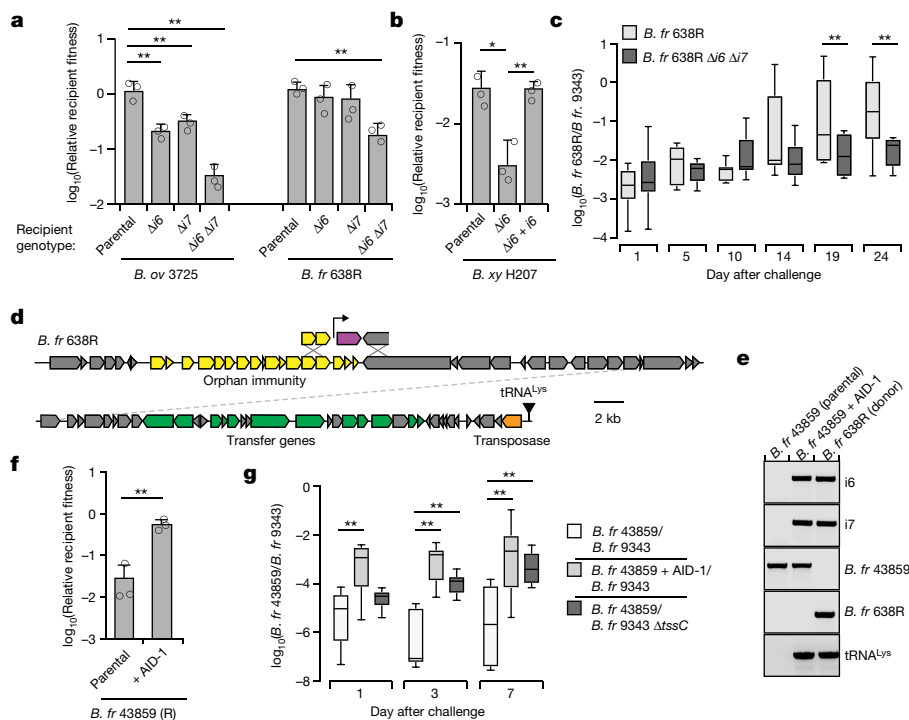 a
log10(Relative recipient fitness)
1
0
−1
−2
**
**
**
**
Recipient genotype:
Parental
Δi6
Δi7
Δi6 Δi7
Parental
Δi6
Δi7
Δi6 Δi7
B. ov 3725
B. fr 638R
b
log10(Relative recipient fitness)
−1
−2
−3
*
**
Parental
Δi6
Δi6 + i6
B. xy H207
c
B. fr 638R
B. fr 638R Δi6 Δi7
log10(B. fr 638R/B fr. 9343)
1
0
−1
−2
−3
−4
**
**
1 5 10 14 19 24
Day after challenge
d
B. fr 638R
Orphan immunity
tRNALys
2 kb
Transfer genes
Transposase
e
B. fr 43859 (parental)
B. fr 43859 + AID-1
B. fr 638R (donor)
i6
i7
B. fr 43859
B. fr 638R
tRNALys
f
log10(Relative recipient fitness)
1
0
−1
−2
−3
**
Parental
+ AID-1
B. fr 43859 (R)
g
log10(B. fr 43859/B. fr 9343)
0
−2
−4
−6
−8
**
**
**
**
**
1 3 7
Day after challenge
B. fr 43859/
B. fr 9343
B. fr 43859 + AID-1/
B. fr 9343
B. fr 43859/
B. fr 9343 ΔtssC